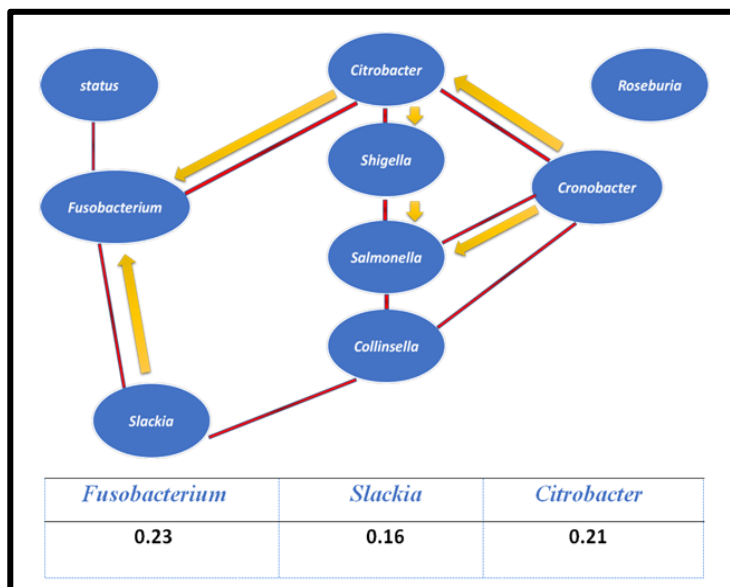 Citrobacter
status
Roseburia
Shigella
Cronobacter
Fusobacterium
Salmonella
Collinsella
Slackia
Fusobacterium Slackia Citrobacter
0.23 0.16 0.21